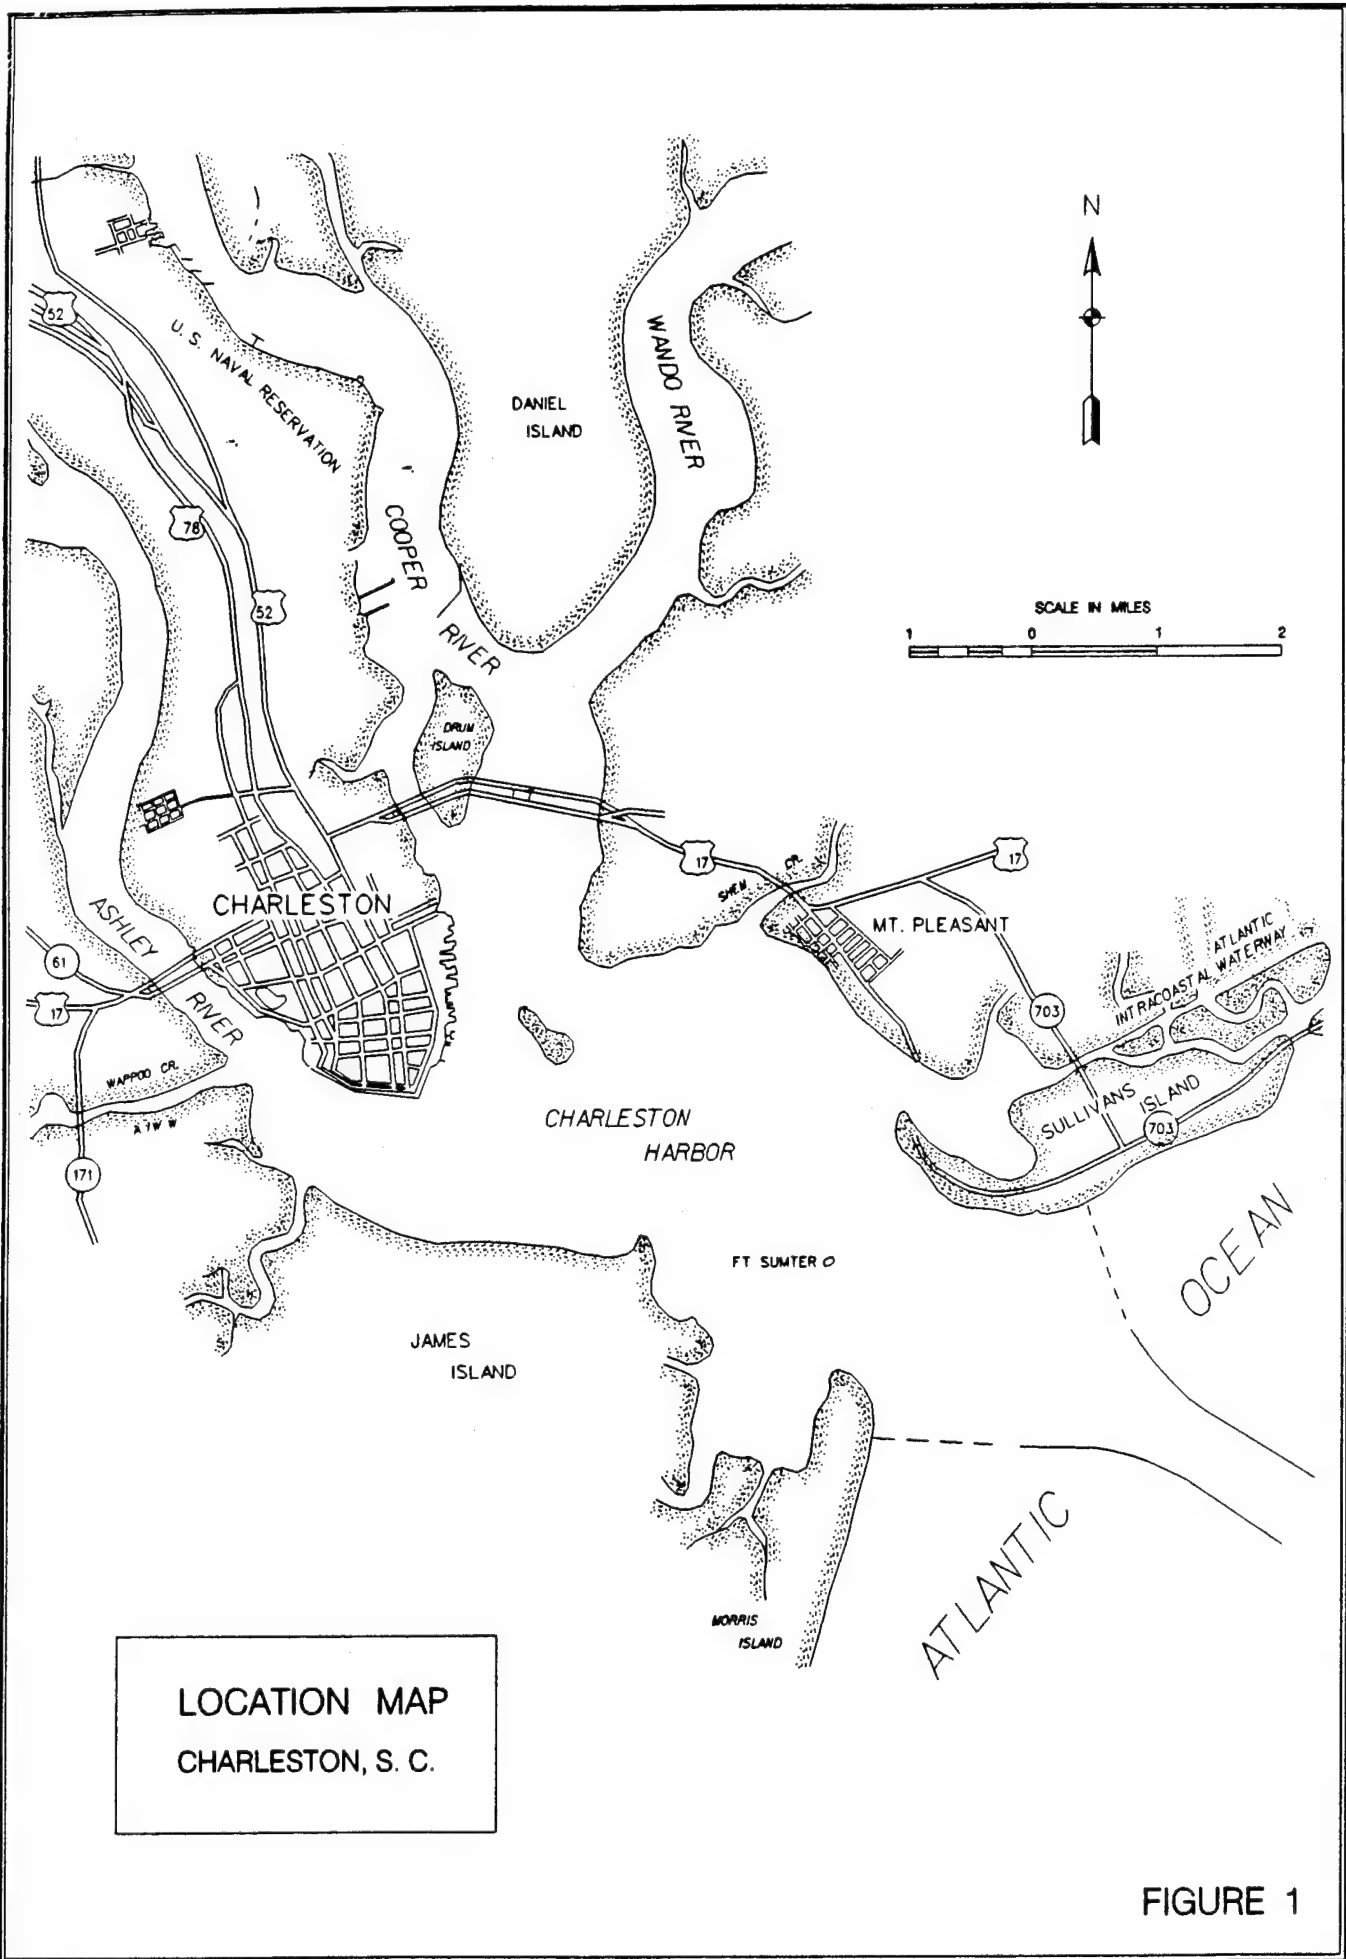 N
52
U. S. NAVAL RESERVATION
WANDO RIVER
DANIEL
ISLAND
78
COOPER
RIVER
52
SCALE IN MILES
1 0 1 2
DRUM
ISLAND
17
SHEM CR.
17
CHARLESTON
MT. PLEASANT
ASHLEY
RIVER
61
17
ATLANTIC
INTRACOASTAL WATERWAY
703
WAPPOO CR.
A I W W
SULLIVANS
ISLAND
703
CHARLESTON
HARBOR
171
FT SUMTER
OCEAN
JAMES
ISLAND
ATLANTIC
MORRIS
ISLAND
LOCATION MAP
CHARLESTON, S. C.
FIGURE 1